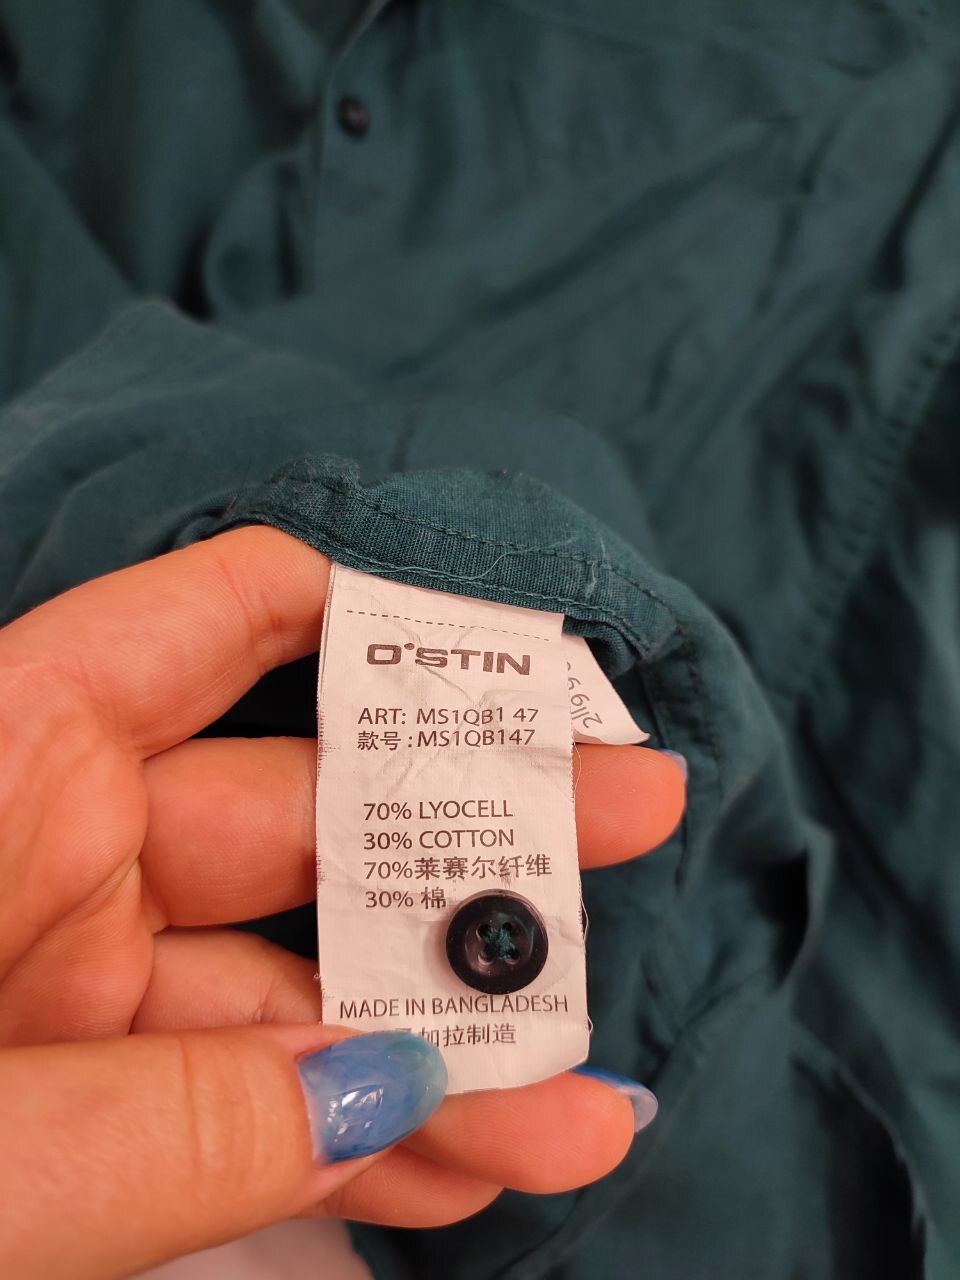 O'STIN
ART: MS1QB1 47
款号:MS1QB147
70% LYOCELL
30% COTTON
70%莱赛尔纤维
30% 棉
MADE IN BANGLADESH
加拉制造